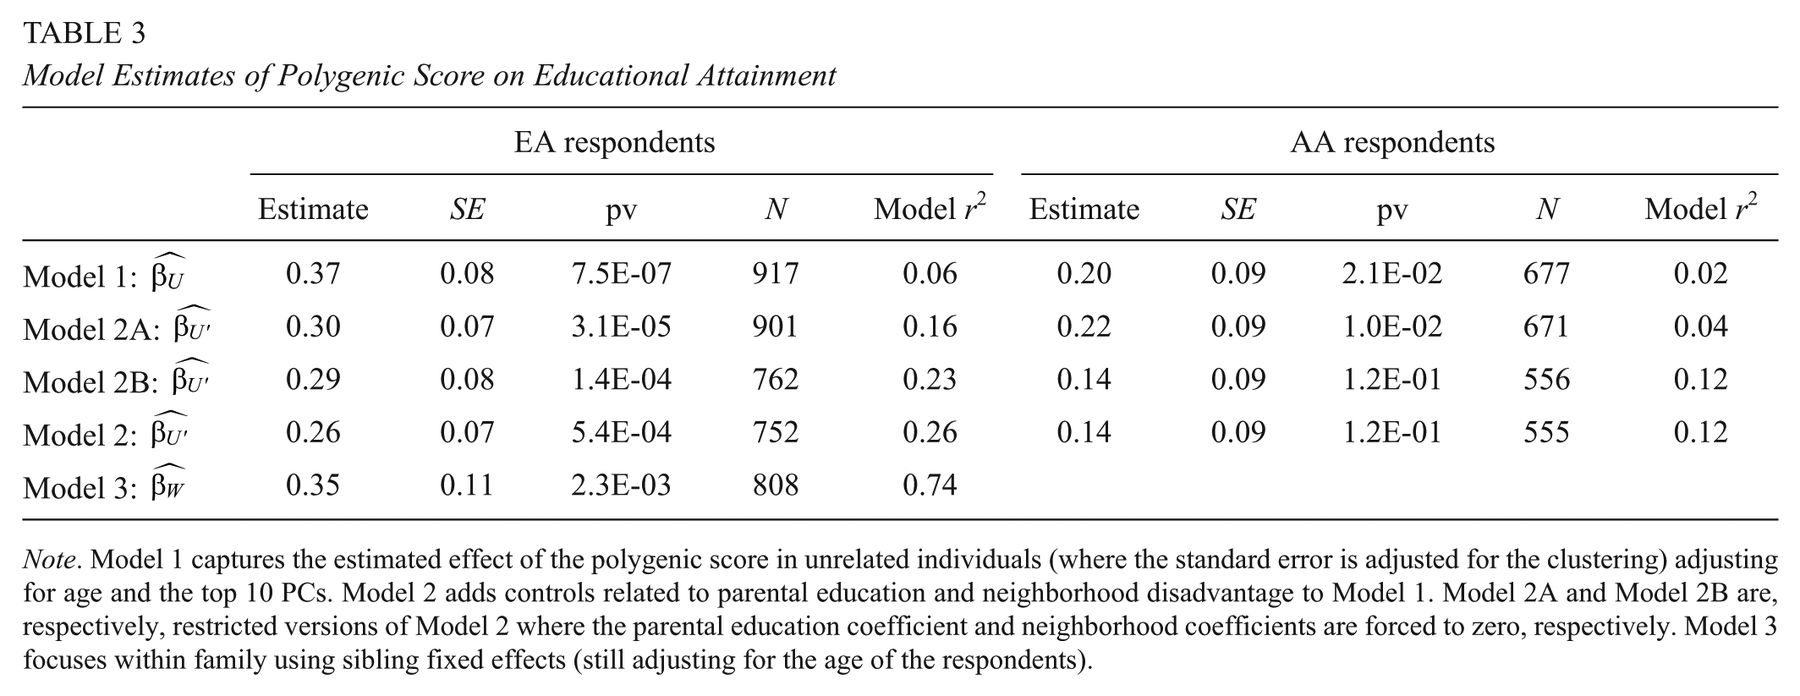 TABLE 3
Model Estimates of Polygenic Score on Educational Attainment
EA respondents AA respondents
Estimate SE pv N Model r² Estimate SE pv N Model r²
Model 1: β̂_U 0.37 0.08 7.5E-07 917 0.06 0.20 0.09 2.1E-02 677 0.02
Model 2A: β̂_U′ 0.30 0.07 3.1E-05 901 0.16 0.22 0.09 1.0E-02 671 0.04
Model 2B: β̂_U′ 0.29 0.08 1.4E-04 762 0.23 0.14 0.09 1.2E-01 556 0.12
Model 2: β̂_U′ 0.26 0.07 5.4E-04 752 0.26 0.14 0.09 1.2E-01 555 0.12
Model 3: β̂_W 0.35 0.11 2.3E-03 808 0.74
Note. Model 1 captures the estimated effect of the polygenic score in unrelated individuals (where the standard error is adjusted for the clustering) adjusting
for age and the top 10 PCs. Model 2 adds controls related to parental education and neighborhood disadvantage to Model 1. Model 2A and Model 2B are,
respectively, restricted versions of Model 2 where the parental education coefficient and neighborhood coefficients are forced to zero, respectively. Model 3
focuses within family using sibling fixed effects (still adjusting for the age of the respondents).